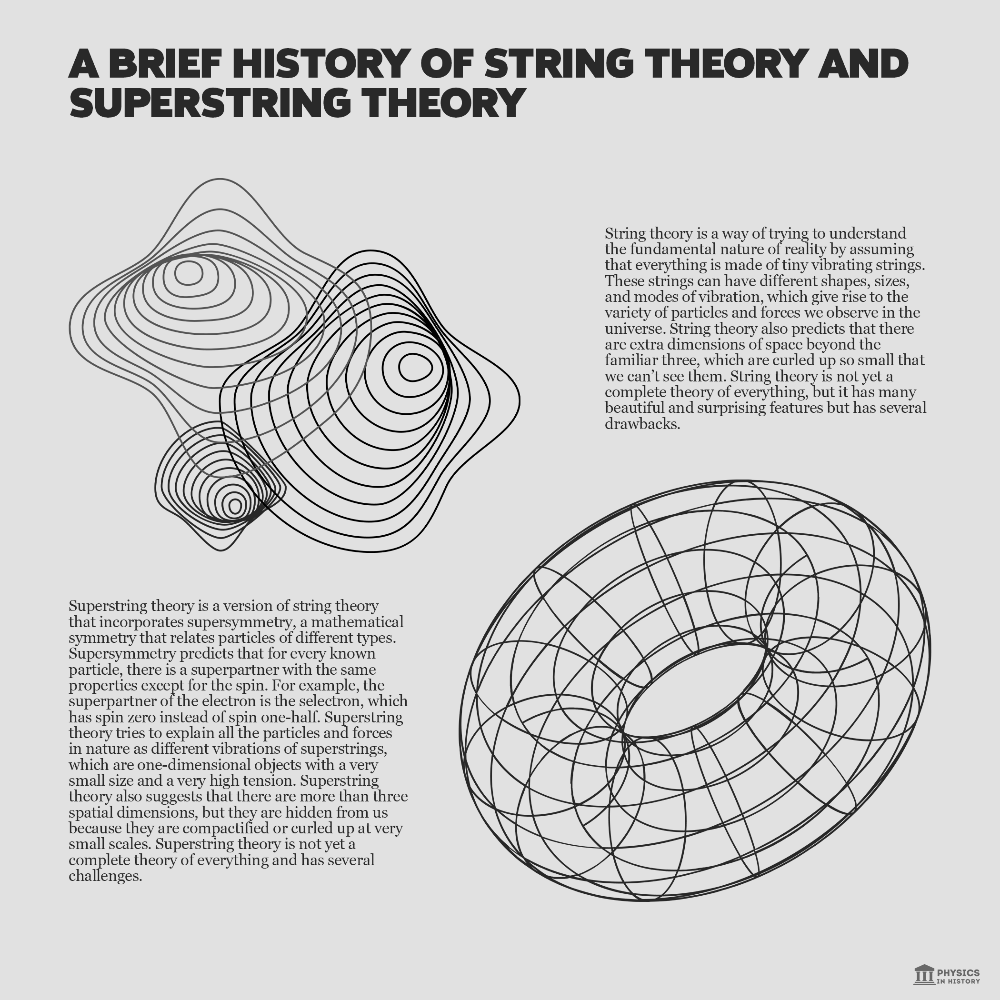 A BRIEF HISTORY OF STRING THEORY AND
SUPERSTRING THEORY
String theory is a way of trying to understand
the fundamental nature of reality by assuming
that everything is made of tiny vibrating strings.
These strings can have different shapes, sizes,
and modes of vibration, which give rise to the
variety of particles and forces we observe in the
universe. String theory also predicts that there
are extra dimensions of space beyond the
familiar three, which are curled up so small that
we can’t see them. String theory is not yet a
complete theory of everything, but it has many
beautiful and surprising features but has several
drawbacks.
Superstring theory is a version of string theory
that incorporates supersymmetry, a mathematical
symmetry that relates particles of different types.
Supersymmetry predicts that for every known
particle, there is a superpartner with the same
properties except for the spin. For example, the
superpartner of the electron is the selectron, which
has spin zero instead of spin one-half. Superstring
theory tries to explain all the particles and forces
in nature as different vibrations of superstrings,
which are one-dimensional objects with a very
small size and a very high tension. Superstring
theory also suggests that there are more than three
spatial dimensions, but they are hidden from us
because they are compactified or curled up at very
small scales. Superstring theory is not yet a
complete theory of everything and has several
challenges.
PHYSICS
IN HISTORY